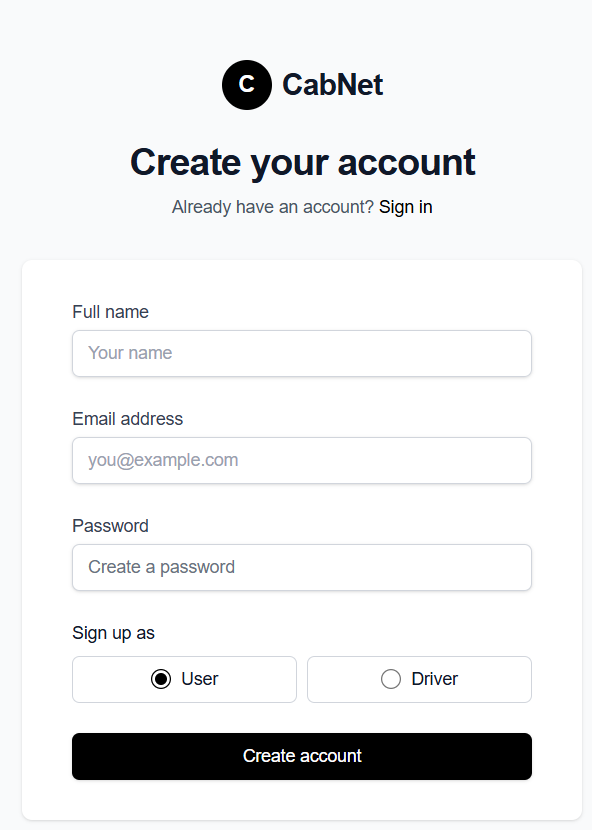 C CabNet
Create your account
Already have an account? Sign in
Full name
Your name
Email address
you@example.com
Password
Create a password
Sign up as
User Driver
Create account